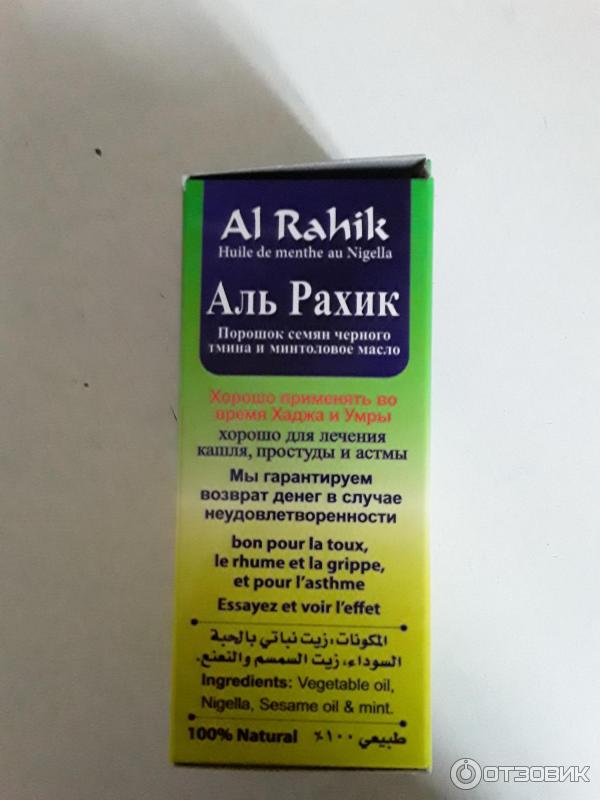 Al Rahik
Huile de menthe au Nigella
Аль Рахик
Порошок семян черного
тмина и минтоловое масло
Хорошо применять во
время Хаджа и Умры
хорошо для лечения
кашля, простуды и астмы
Мы гарантируем
возврат денег в случае
неудовлетворенности
bon pour la toux,
le rhume et la grippe,
et pour l'asthme
Essayez et voir l'effet
المكونات: زيت نباتي بالحبة
السوداء، زيت السمسم والنعنع.
Ingredients: Vegetable oil,
Nigella, Sesame oil & mint.
100% Natural طبيعي ١٠٠٪
ОТЗОВИК